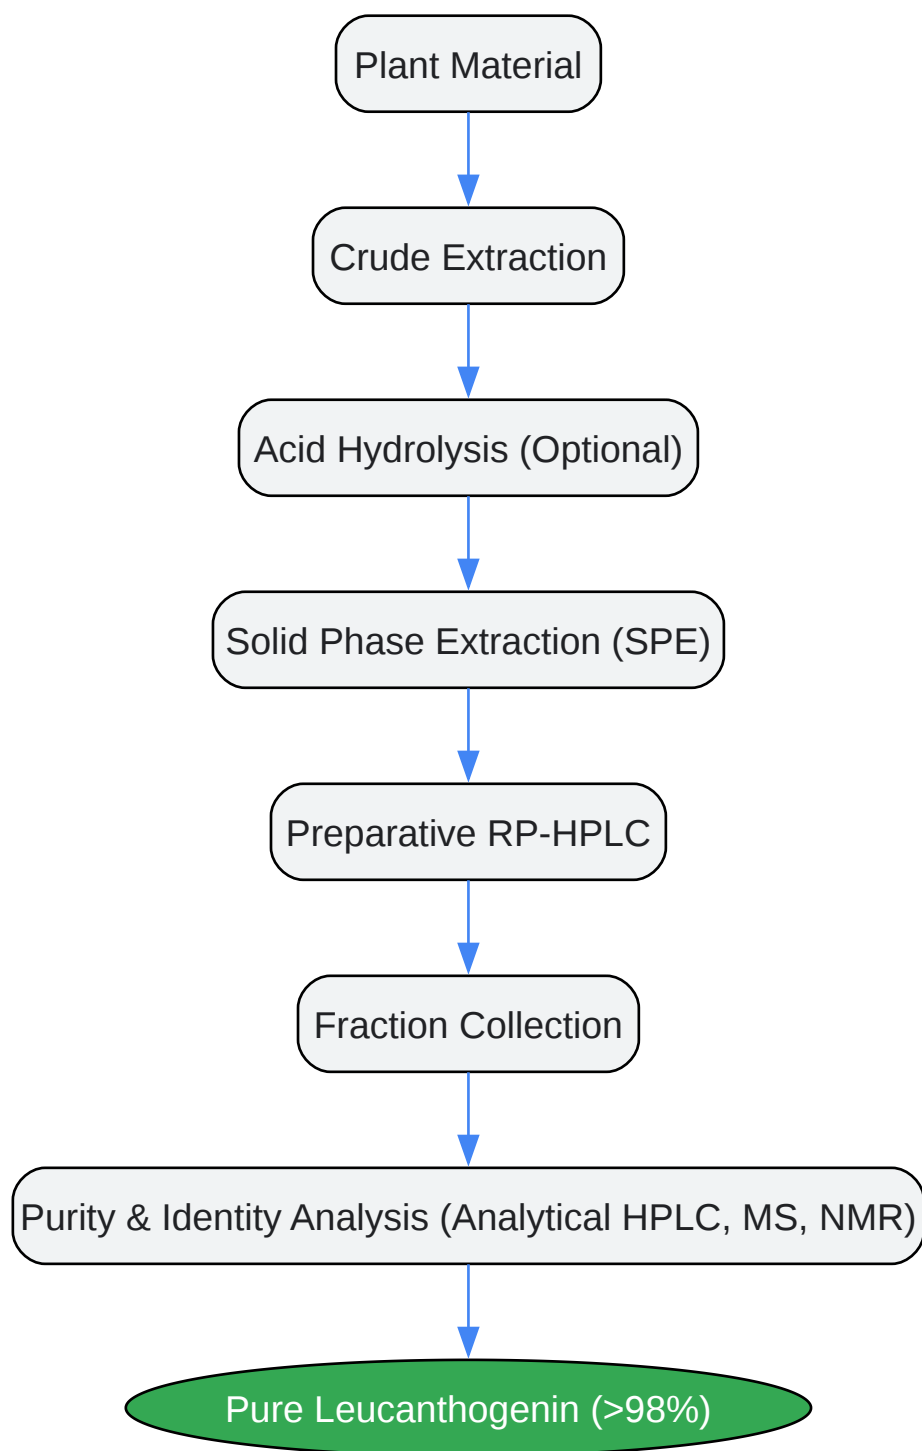 Plant Material
Crude Extraction
Acid Hydrolysis (Optional)
Solid Phase Extraction (SPE)
Preparative RP-HPLC
Fraction Collection
Purity & Identity Analysis (Analytical HPLC, MS, NMR)
Pure Leucanthogenin (>98%)